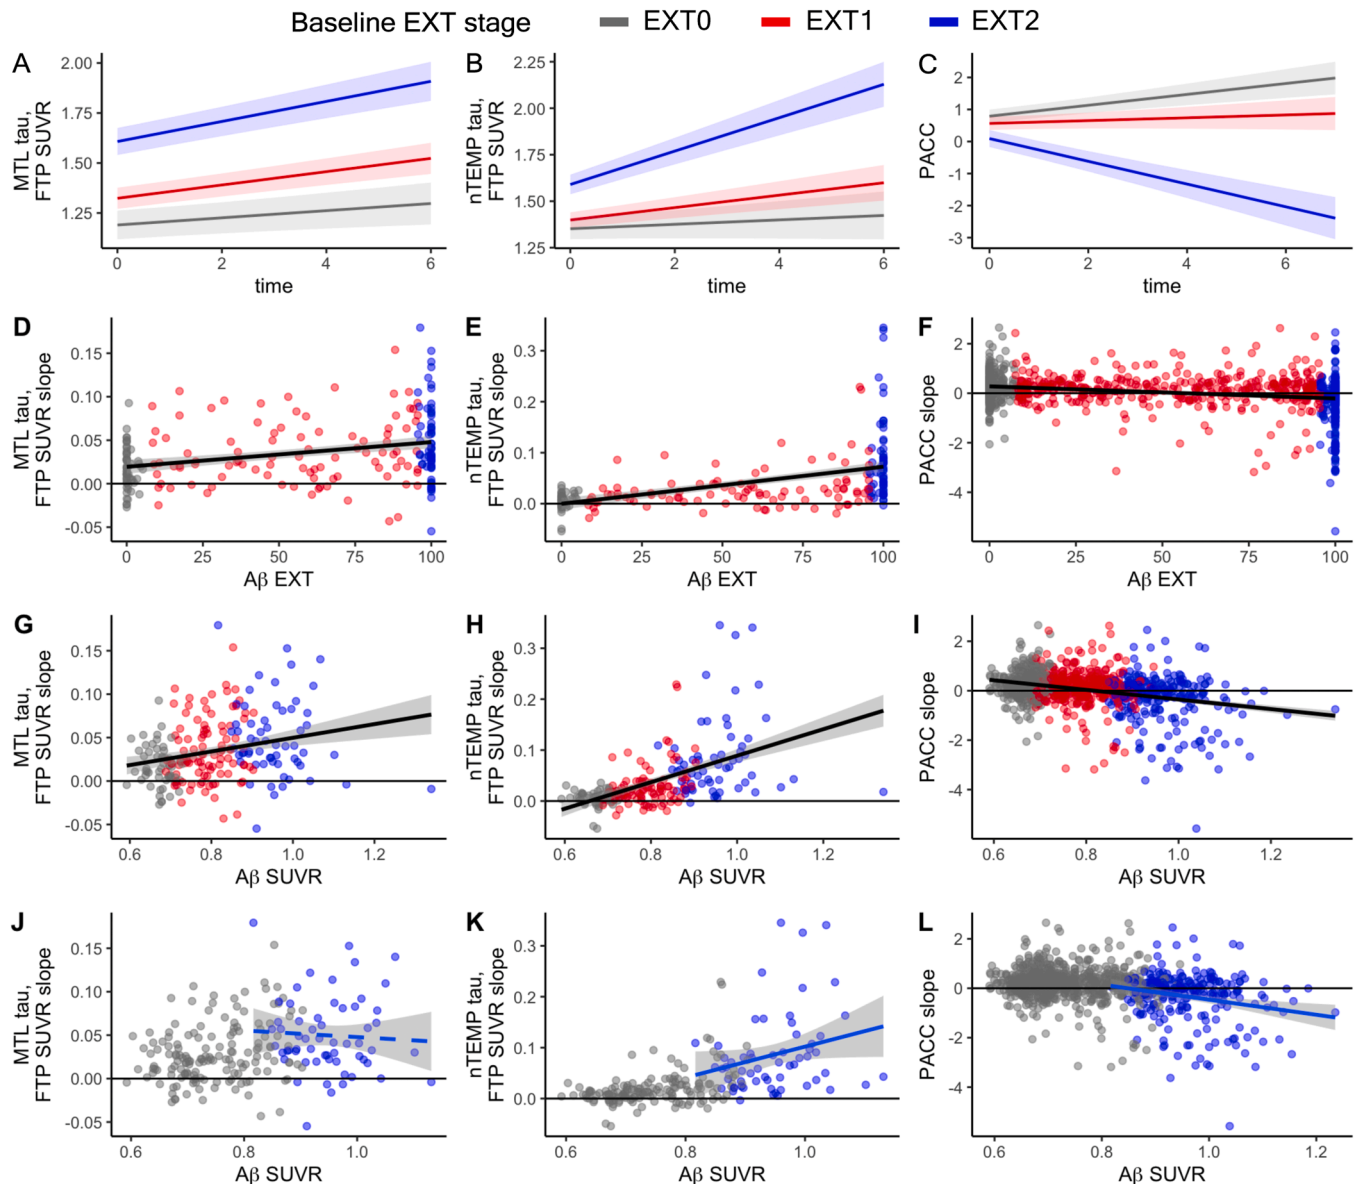 Baseline EXT stage EXT0 EXT1 EXT2
A
MTL tau,
FTP SUVR
2.00
1.75
1.50
1.25
0 2 4 6
time
B
nTEMP tau,
FTP SUVR
2.25
2.00
1.75
1.50
1.25
0 2 4 6
time
C
PACC
2
1
0
-1
-2
-3
0 2 4 6
time
D
MTL tau,
FTP SUVR slope
0.15
0.10
0.05
0.00
-0.05
0 25 50 75 100
Aβ EXT
E
nTEMP tau,
FTP SUVR slope
0.3
0.2
0.1
0.0
0 25 50 75 100
Aβ EXT
F
PACC slope
2
0
-2
-4
0 25 50 75 100
Aβ EXT
G
MTL tau,
FTP SUVR slope
0.15
0.10
0.05
0.00
-0.05
0.6 0.8 1.0 1.2
Aβ SUVR
H
nTEMP tau,
FTP SUVR slope
0.3
0.2
0.1
0.0
0.6 0.8 1.0 1.2
Aβ SUVR
I
PACC slope
2
0
-2
-4
0.6 0.8 1.0 1.2
Aβ SUVR
J
MTL tau,
FTP SUVR slope
0.15
0.10
0.05
0.00
-0.05
0.6 0.8 1.0
Aβ SUVR
K
nTEMP tau,
FTP SUVR slope
0.3
0.2
0.1
0.0
0.6 0.8 1.0
Aβ SUVR
L
PACC slope
2
0
-2
-4
0.6 0.8 1.0 1.2
Aβ SUVR